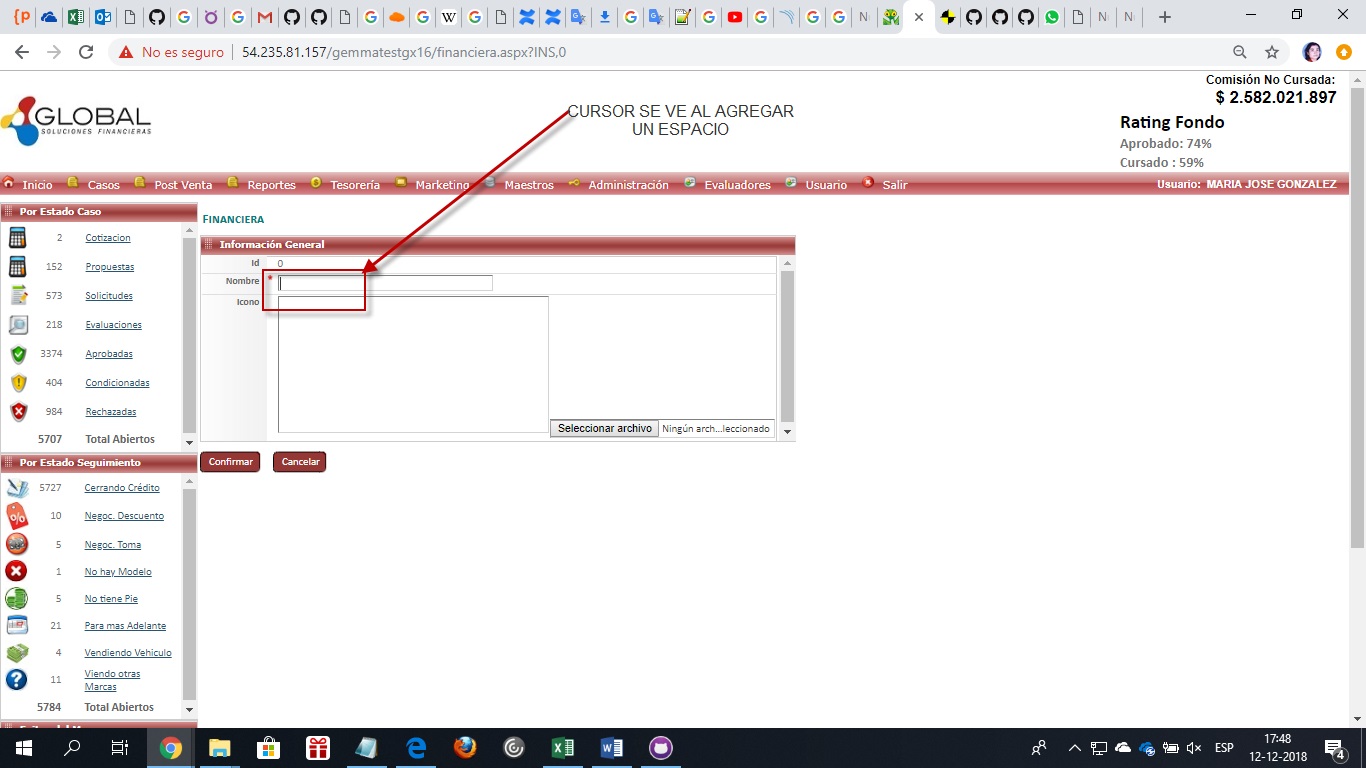 No es seguro
54.235.81.157/gemmatestgx16/financiera.aspx?INS,0
Comisión No Cursada:
$ 2.582.021.897
GLOBAL
SOLUCIONES FINANCIERAS
CURSOR SE VE AL AGREGAR
UN ESPACIO
Rating Fondo
Aprobado: 74%
Cursado : 59%
Inicio Casos Post Venta Reportes Tesorería Marketing Maestros Administración Evaluadores Usuario Salir Usuario: MARIA JOSE GONZALEZ
Por Estado Caso
2 Cotizacion
152 Propuestas
573 Solicitudes
218 Evaluaciones
3374 Aprobadas
404 Condicionadas
984 Rechazadas
5707 Total Abiertos
Por Estado Seguimiento
5727 Cerrando Crédito
10 Negoc. Descuento
5 Negoc. Toma
1 No hay Modelo
5 No tiene Pie
21 Para mas Adelante
4 Vendiendo Vehiculo
11 Viendo otras
Marcas
5784 Total Abiertos
FINANCIERA
Información General
Id 0
Nombre *
Icono
Seleccionar archivo Ningún arch...leccionado
Confirmar Cancelar
ESP
17:48
12-12-2018
4